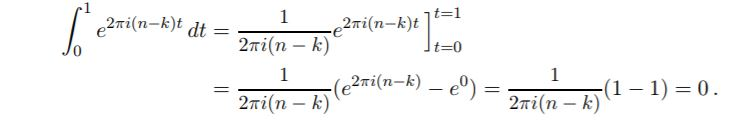 ∫₀¹ e^{2πi(n−k)t} dt = 1/(2πi(n − k)) e^{2πi(n−k)t} ]_{t=0}^{t=1}
= 1/(2πi(n − k)) (e^{2πi(n−k)} − e⁰) = 1/(2πi(n − k)) (1 − 1) = 0 .